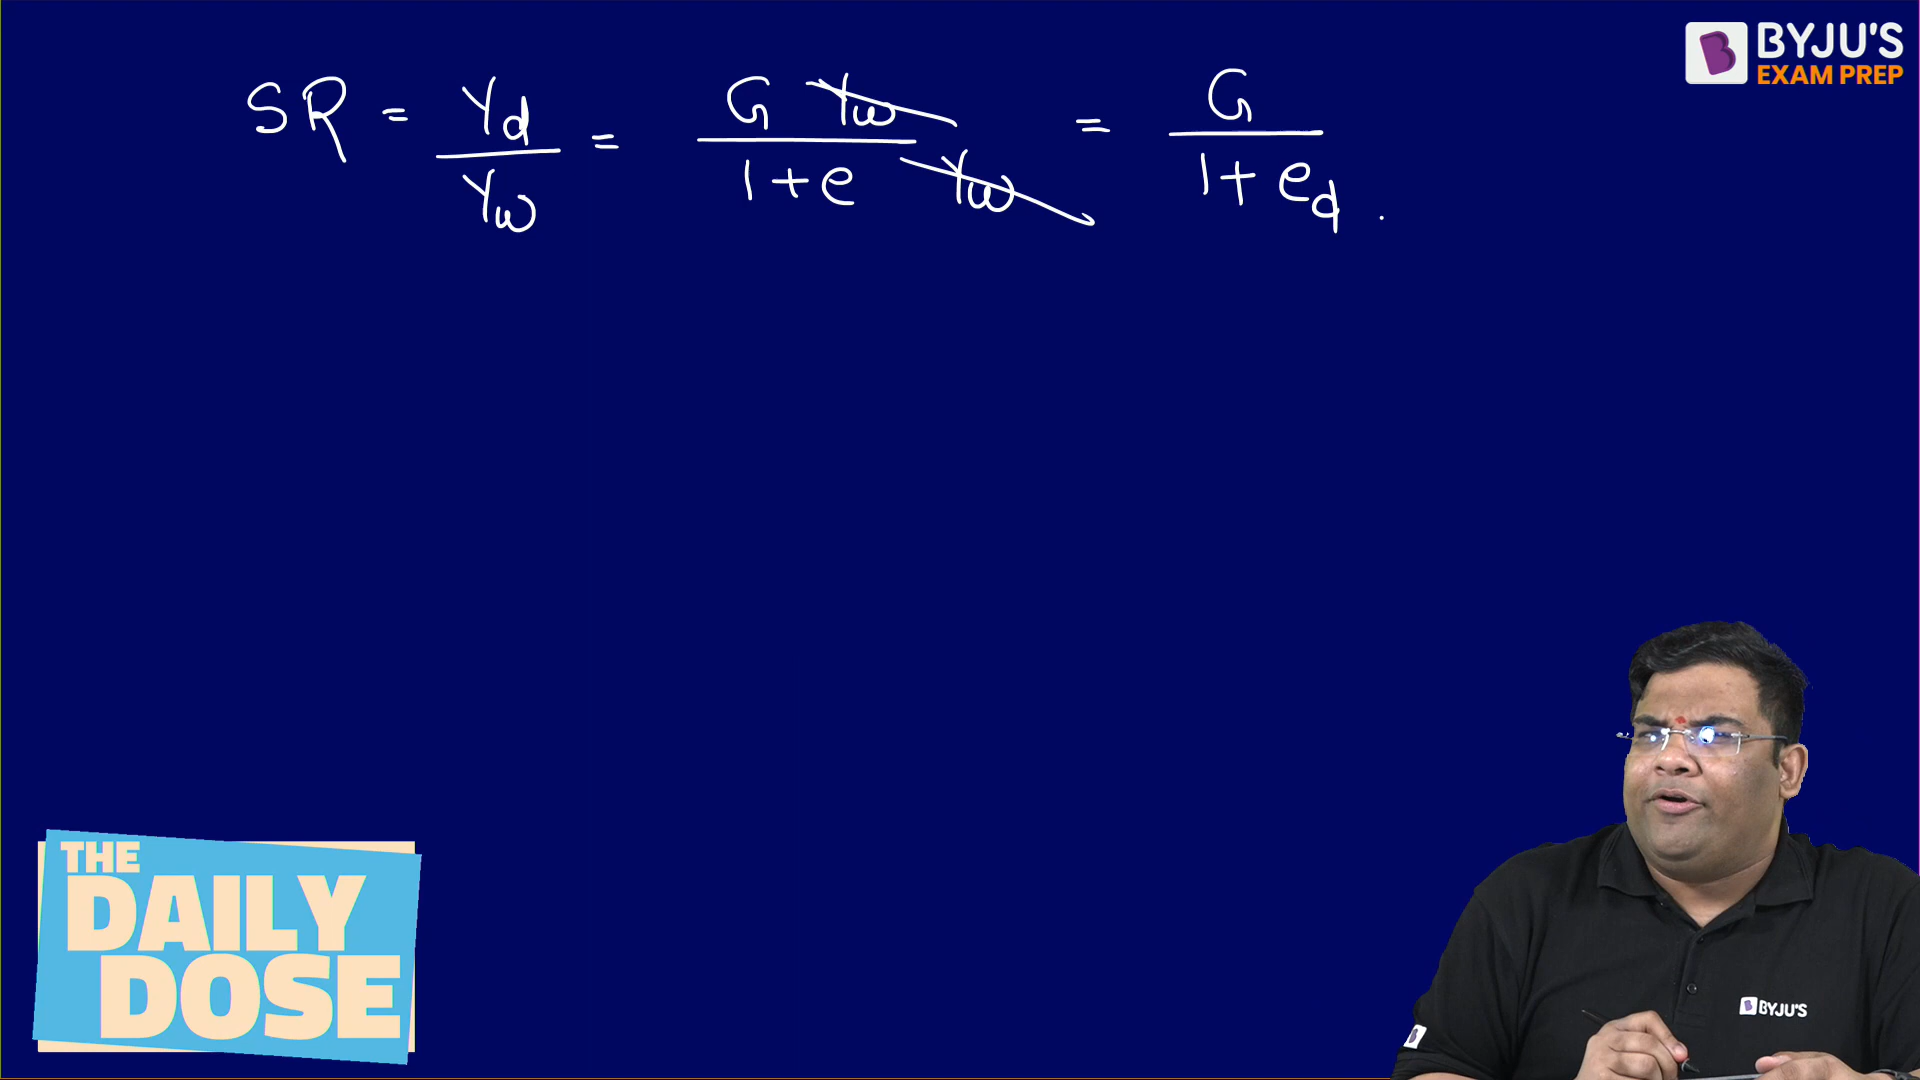 BYJU'S
EXAM PREP
SR = γd / γw = G γw / 1+e γw = G / 1+ed .
THE
DAILY
DOSE
BYJU'S